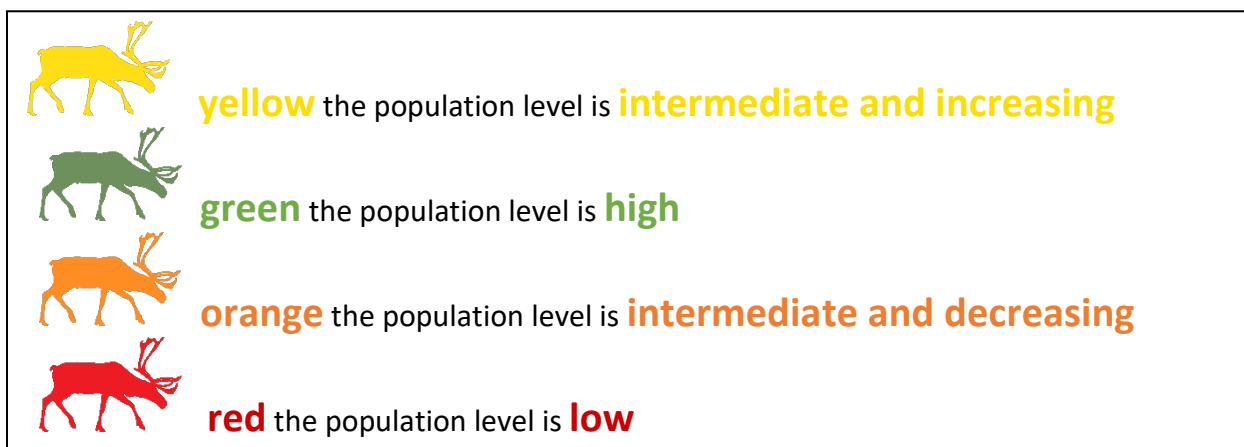 yellow the population level is intermediate and increasing
green the population level is high
orange the population level is intermediate and decreasing
red the population level is low